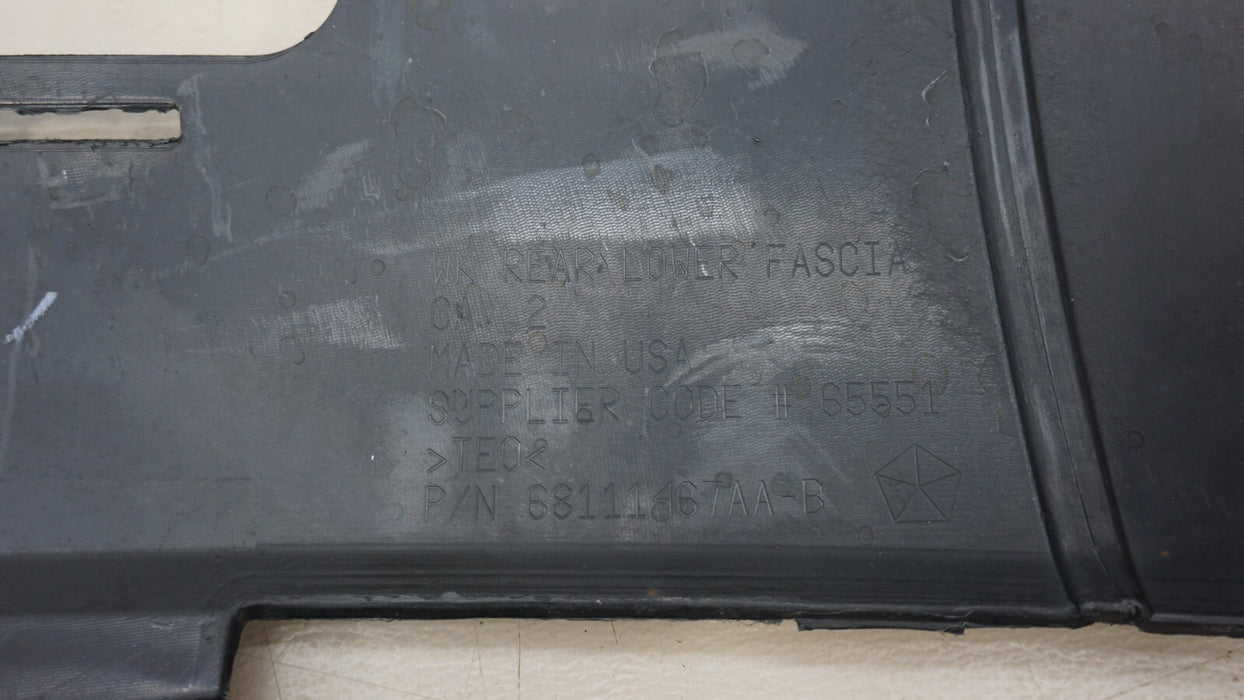 WK REAR LOWER FASCIA
CAV 2
MADE IN USA
SUPPLIER CODE # 65551
>TEO<
P/N 68111467AA-B